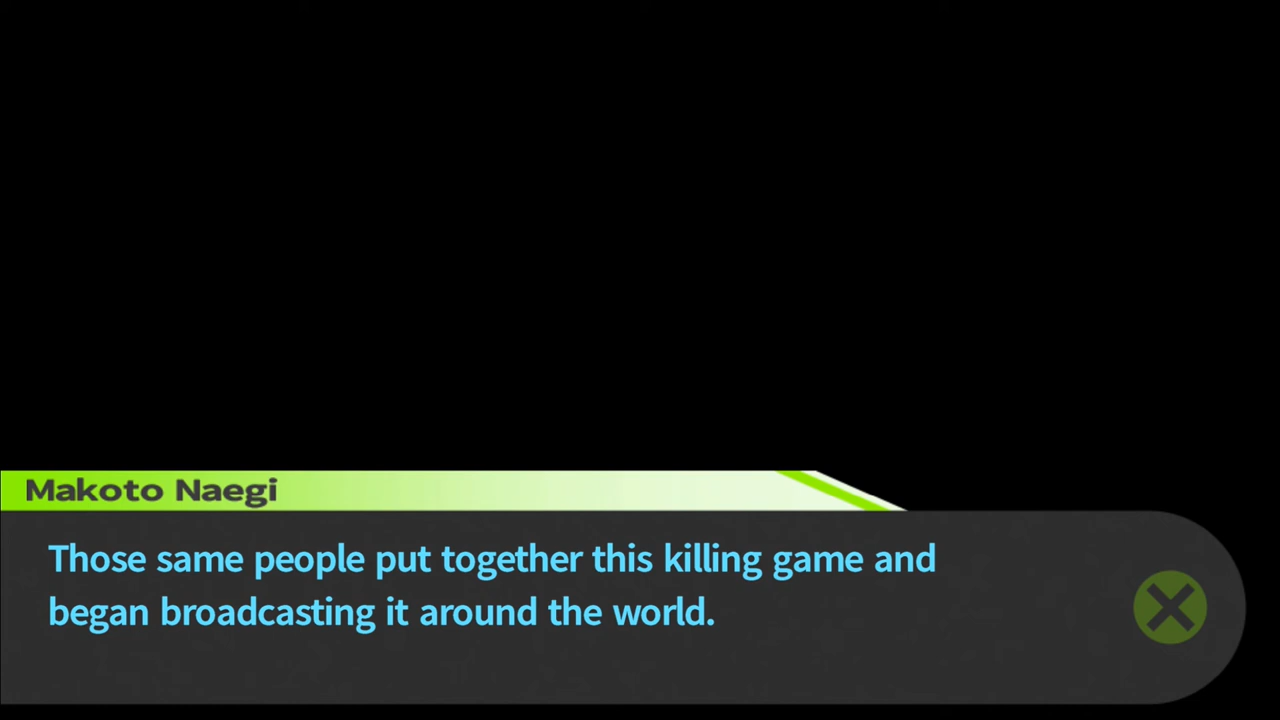 Makoto Naegi
Those same people put together this killing game and
began broadcasting it around the world.